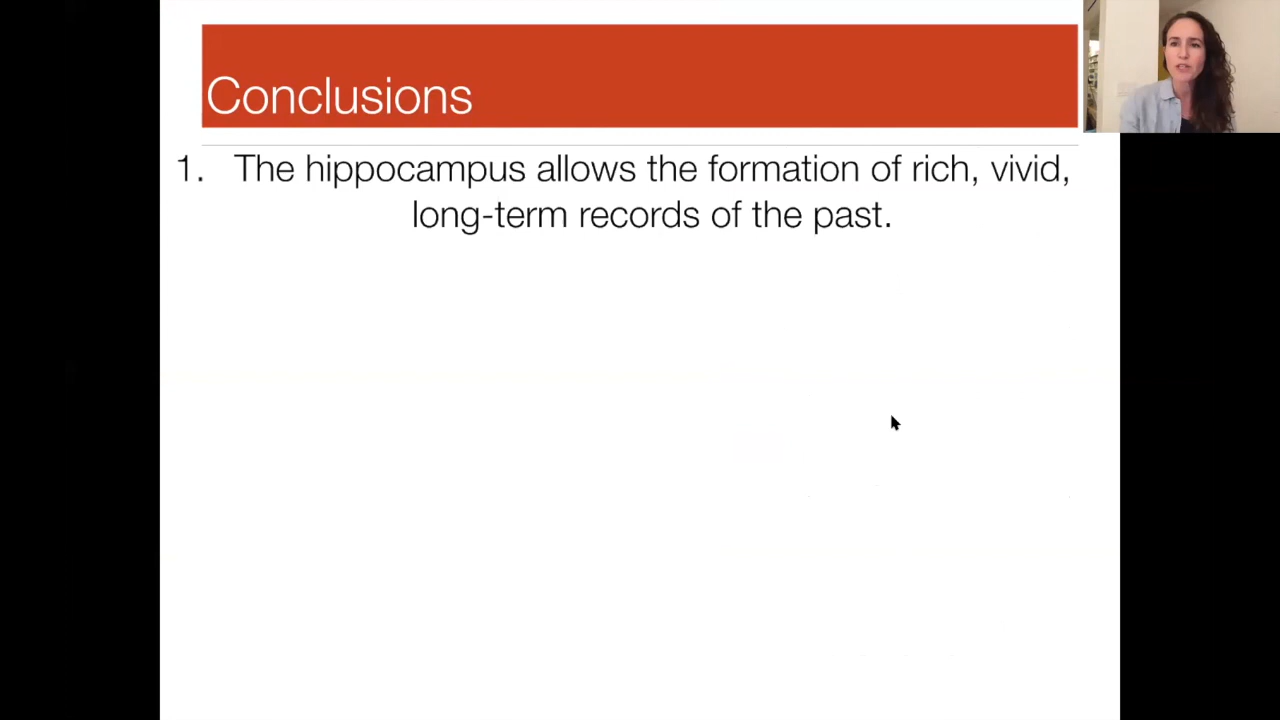 Conclusions
1. The hippocampus allows the formation of rich, vivid,
long-term records of the past.